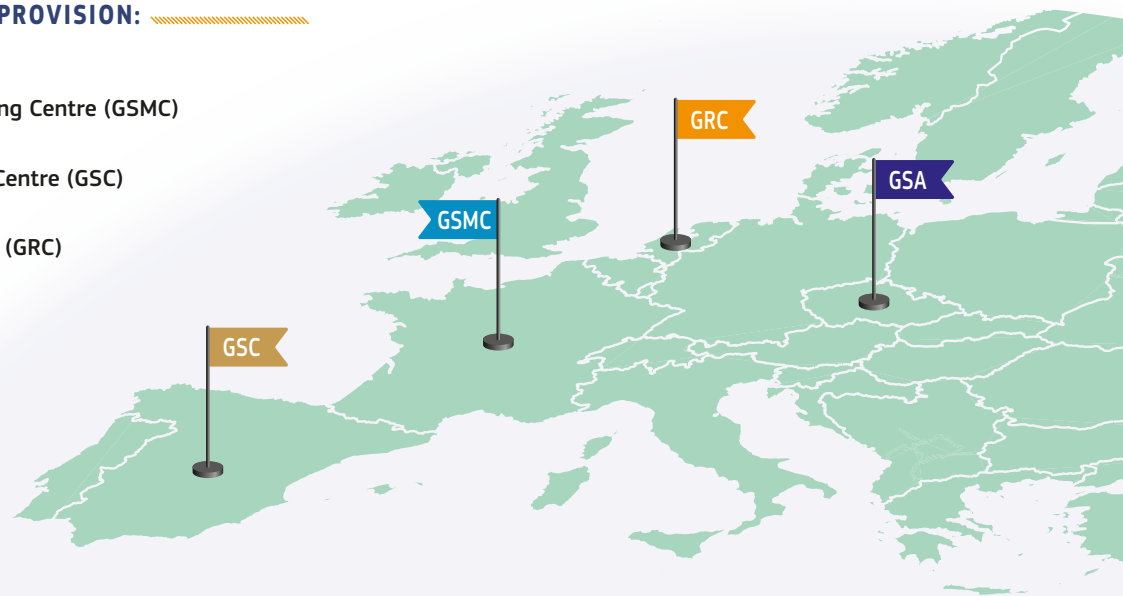 PROVISION:
ng Centre (GSMC)
Centre (GSC)
(GRC)
GRC
GSA
GSMC
GSC